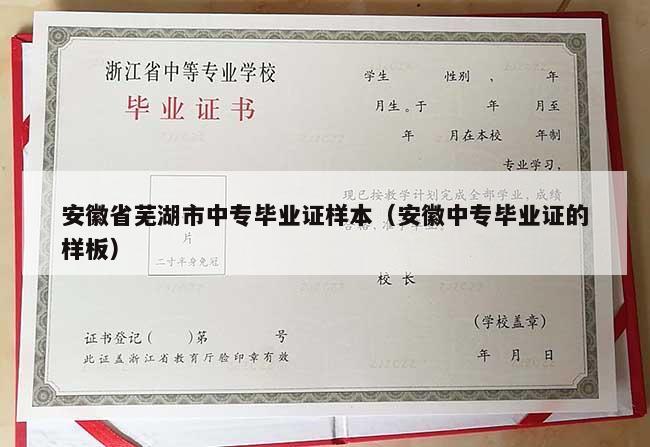 浙江省中等专业学校
毕业证书
片
二寸半身免冠
证书登记（ ）第 号
此证盖浙江省教育厅验印章有效
学生 性别 、 年
月生。于 年 月至
年 月在本校 年制
专业学习，
现已按教学计划完成全部学业，成绩
安徽省芜湖市中专毕业证样本（安徽中专毕业证的
样板）
校长
（学校盖章）
年 月 日